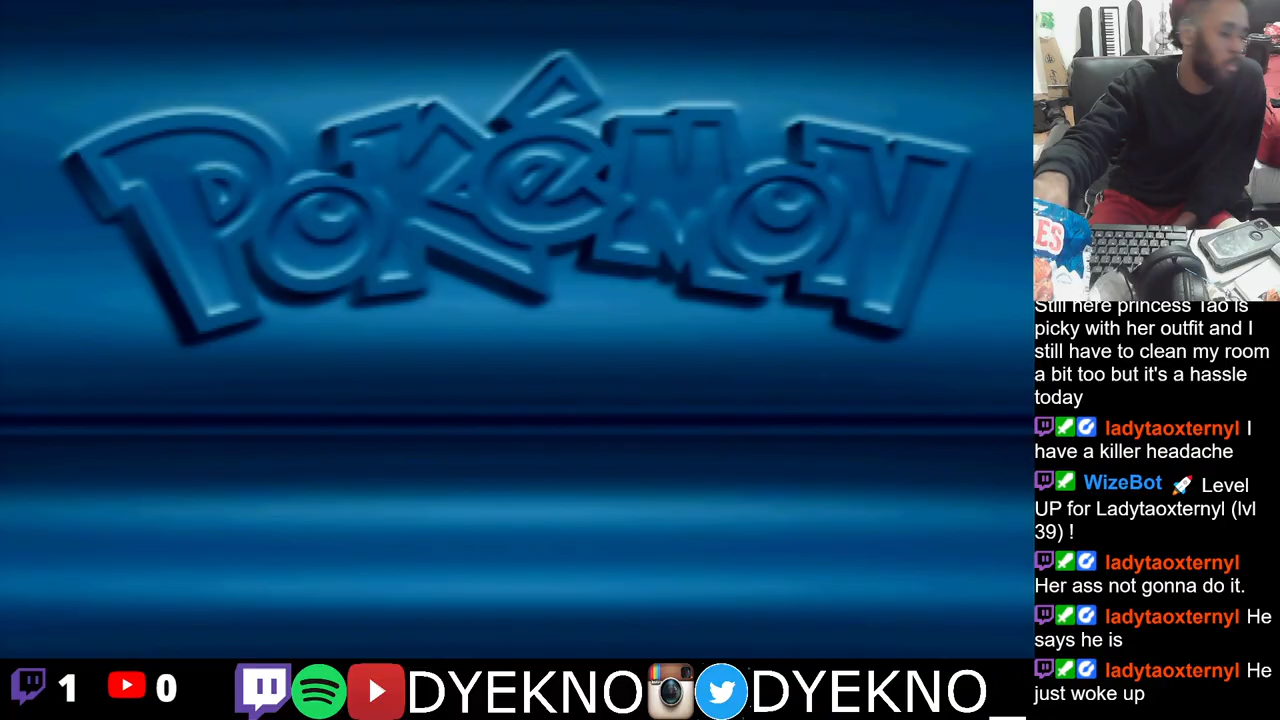 POKéMON
ES
Still here princess Tao is
picky with her outfit and I
still have to clean my room
a bit too but it's a hassle
today
ladytaoxternyl I
have a killer headache
WizeBot 🚀 Level
UP for Ladytaoxternyl (lvl
39) !
ladytaoxternyl
Her ass not gonna do it.
ladytaoxternyl He
says he is
ladytaoxternyl He
just woke up
1 0 DYEKNO DYEKNO_